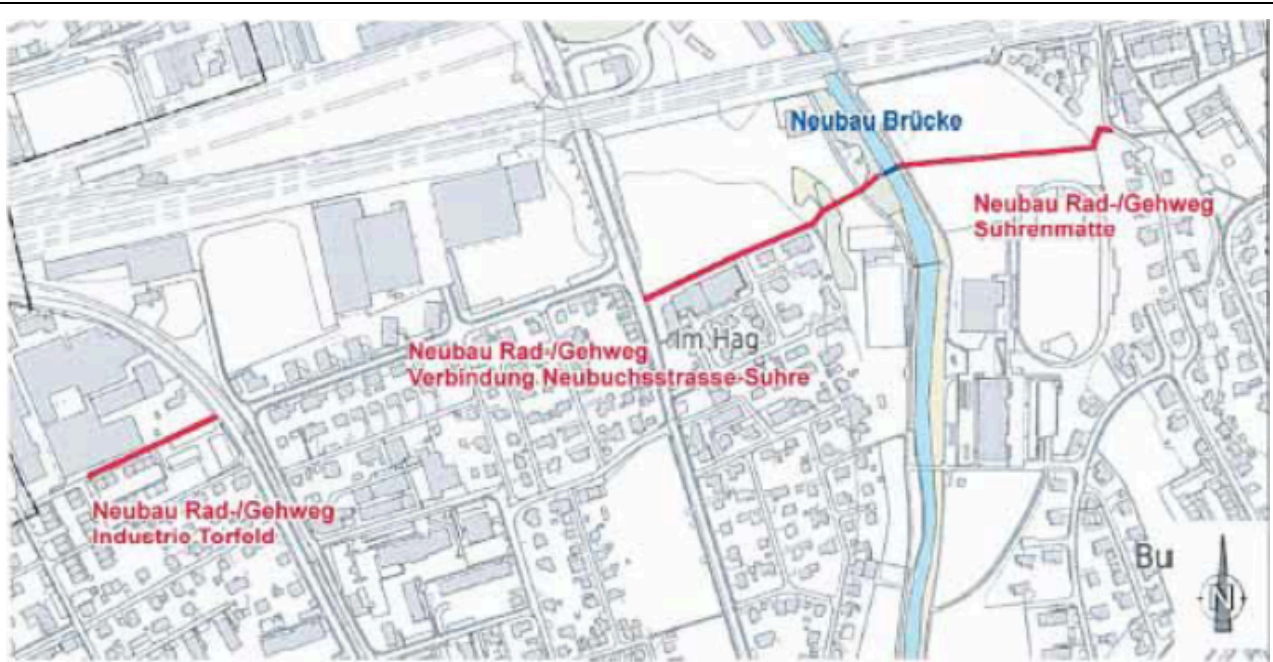 Neubau Brücke
Neubau Rad-/Gehweg
Suhrenmatte
Im Hag
Neubau Rad-/Gehweg
Verbindung Neubuchsstrasse-Suhre
Neubau Rad-/Gehweg
Industrie Torfeld
Bu
N